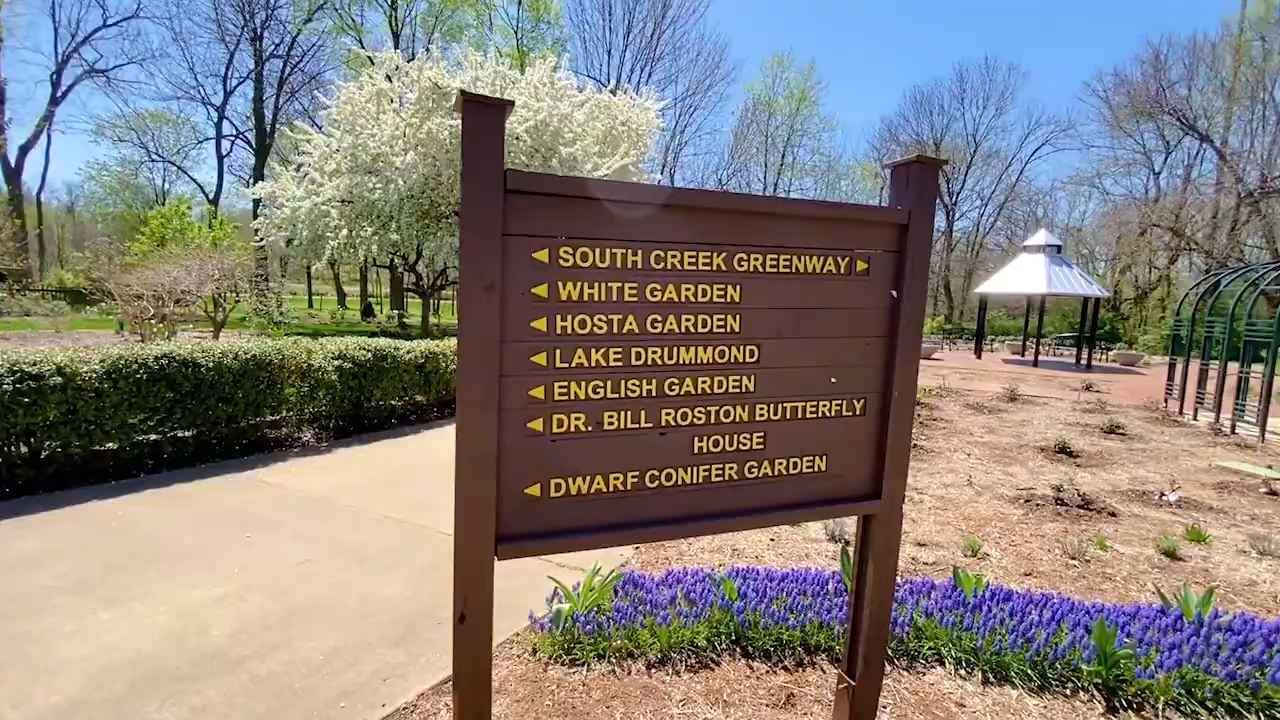 ◄ SOUTH CREEK GREENWAY ►
◄ WHITE GARDEN
◄ HOSTA GARDEN
◄ LAKE DRUMMOND
◄ ENGLISH GARDEN
◄ DR. BILL ROSTON BUTTERFLY
HOUSE
◄ DWARF CONIFER GARDEN